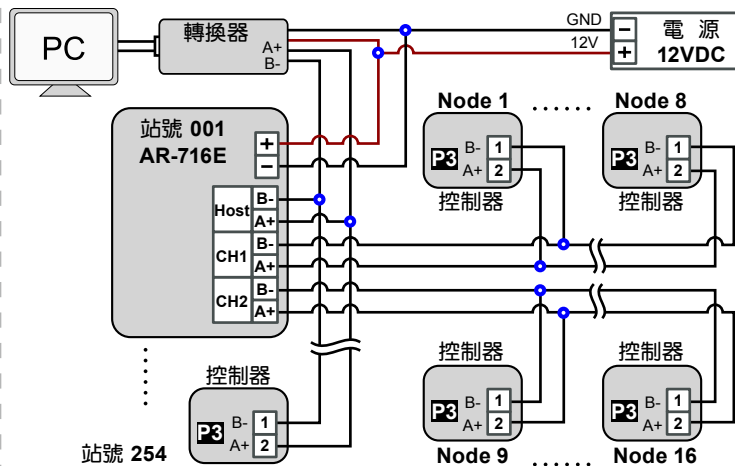 PC
轉換器
A+
B-
GND
12V
－
+
電 源
12VDC
站號 001
AR-716E
+
－
Host
B-
A+
CH1
B-
A+
CH2
B-
A+
Node 1 ...... Node 8
P3
B- 1
A+ 2
控制器
P3
B- 1
A+ 2
控制器
控制器
P3
B- 1
A+ 2
Node 9 ...... Node 16
控制器
P3
B- 1
A+ 2
控制器
P3
B- 1
A+ 2
站號 254